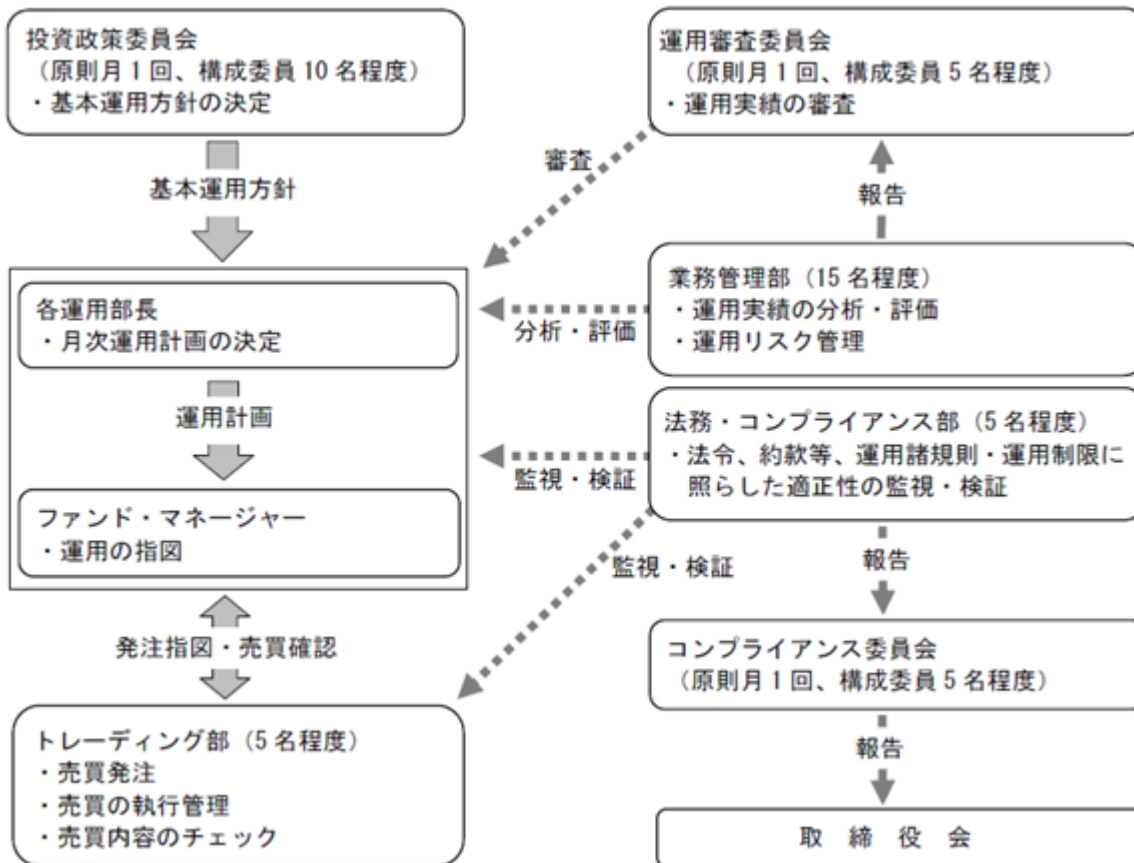 投資政策委員会
（原則月1回、構成委員10名程度）
・基本運用方針の決定
基本運用方針
各運用部長
・月次運用計画の決定
運用計画
ファンド・マネージャー
・運用の指図
発注指図・売買確認
トレーディング部（5名程度）
・売買発注
・売買の執行管理
・売買内容のチェック
運用審査委員会
（原則月1回、構成委員5名程度）
・運用実績の審査
審査
報告
業務管理部（15名程度）
・運用実績の分析・評価
・運用リスク管理
分析・評価
法務・コンプライアンス部（5名程度）
・法令、約款等、運用諸規則・運用制限に
照らした適正性の監視・検証
監視・検証
監視・検証
報告
コンプライアンス委員会
（原則月1回、構成委員5名程度）
報告
取締役会